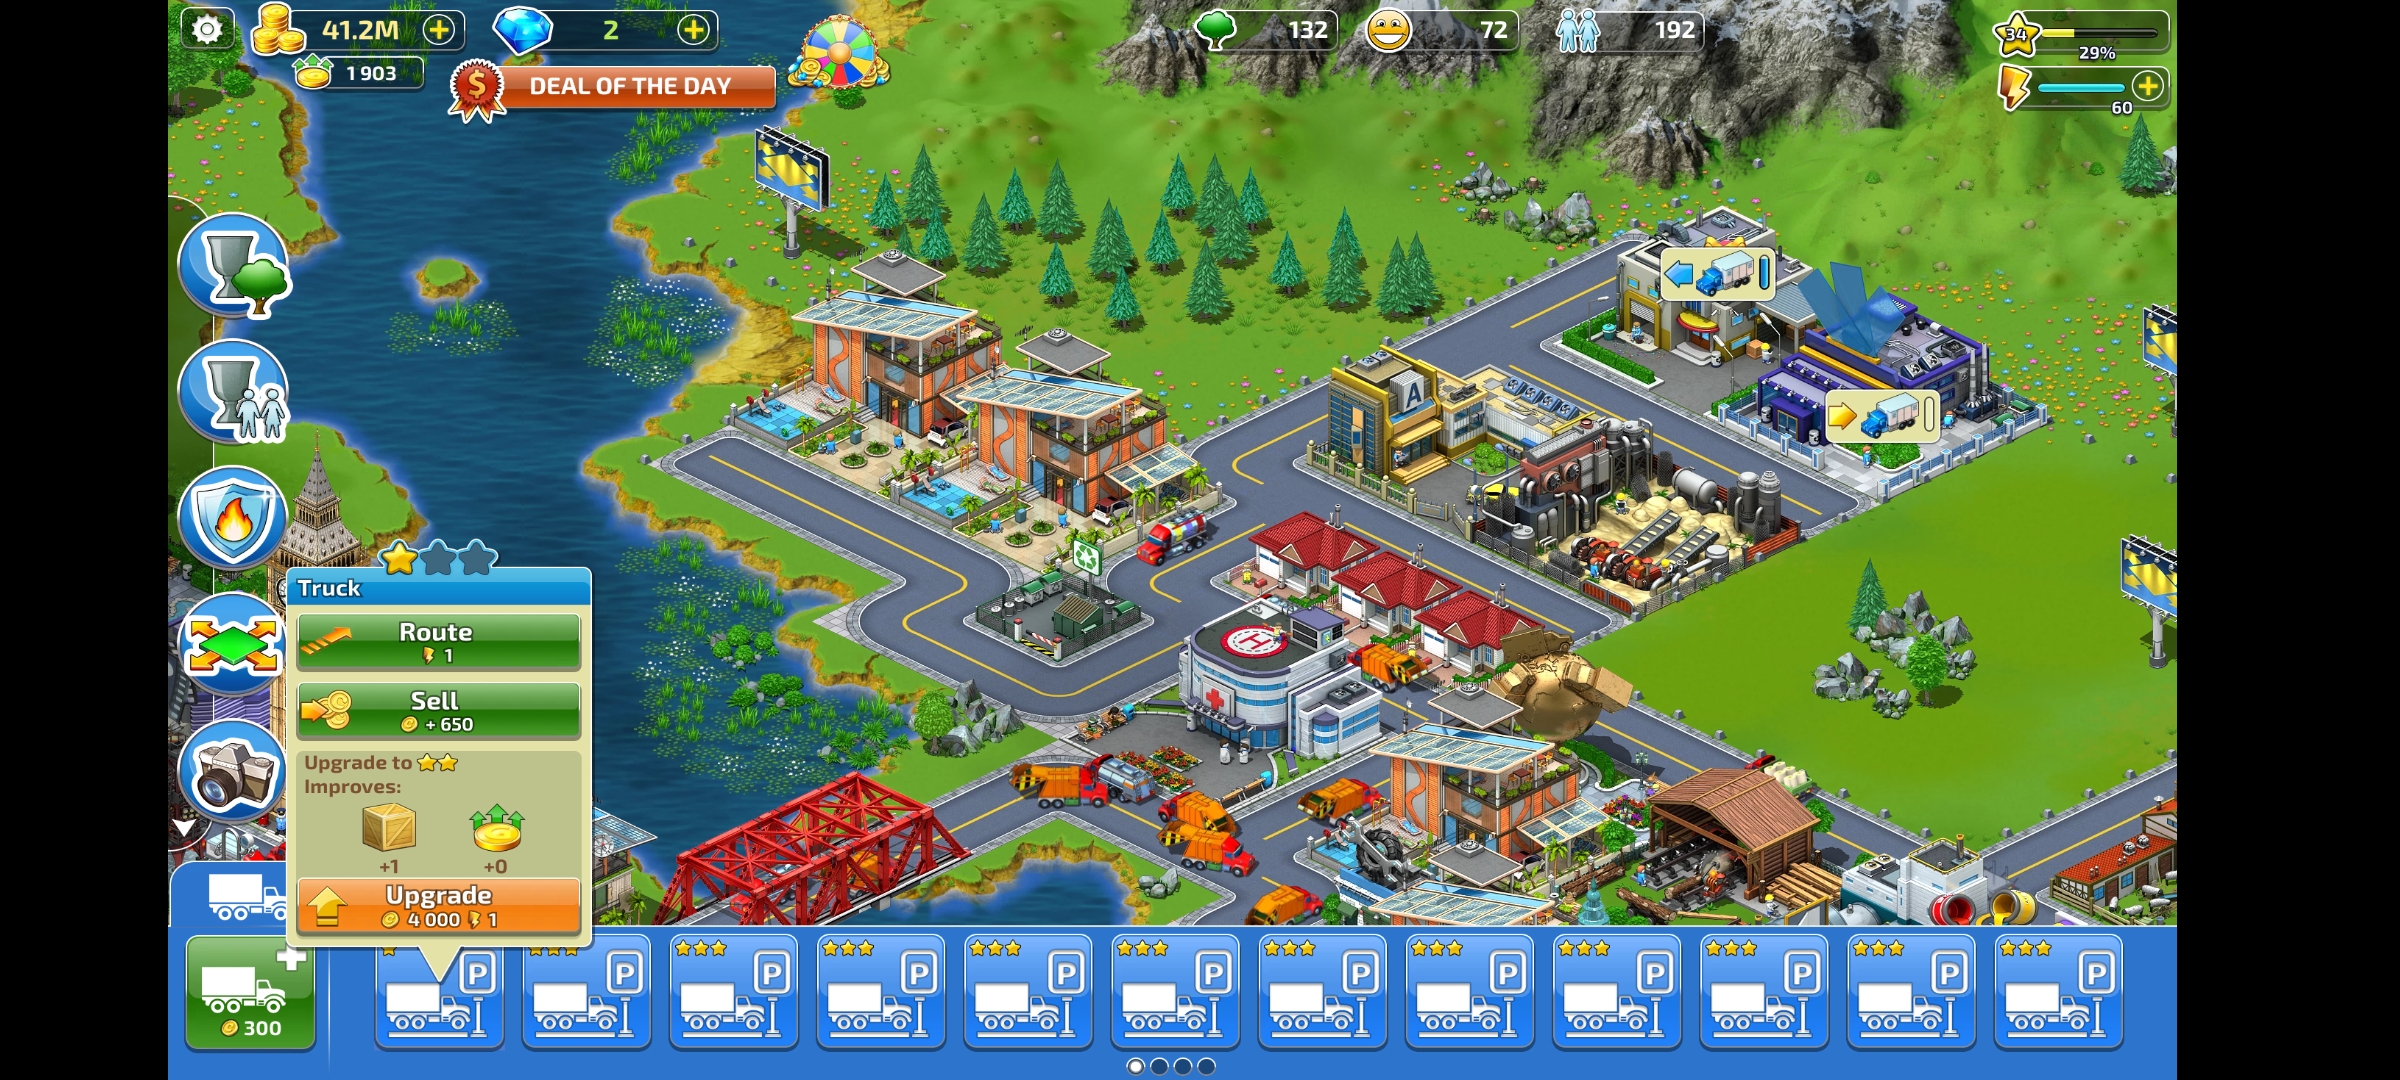 41.2M
2
132
72
192
34
29%
1 903
DEAL OF THE DAY
60
A
H
Truck
Route
1
Sell
+ 650
Upgrade to
Improves:
+1
+0
Upgrade
4 000 1
300
P
P
P
P
P
P
P
P
P
P
P
P